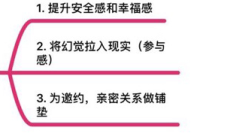 1. 提升安全感和幸福感
2. 将幻觉拉入现实（参与
感）
3. 为邀约，亲密关系做铺
垫